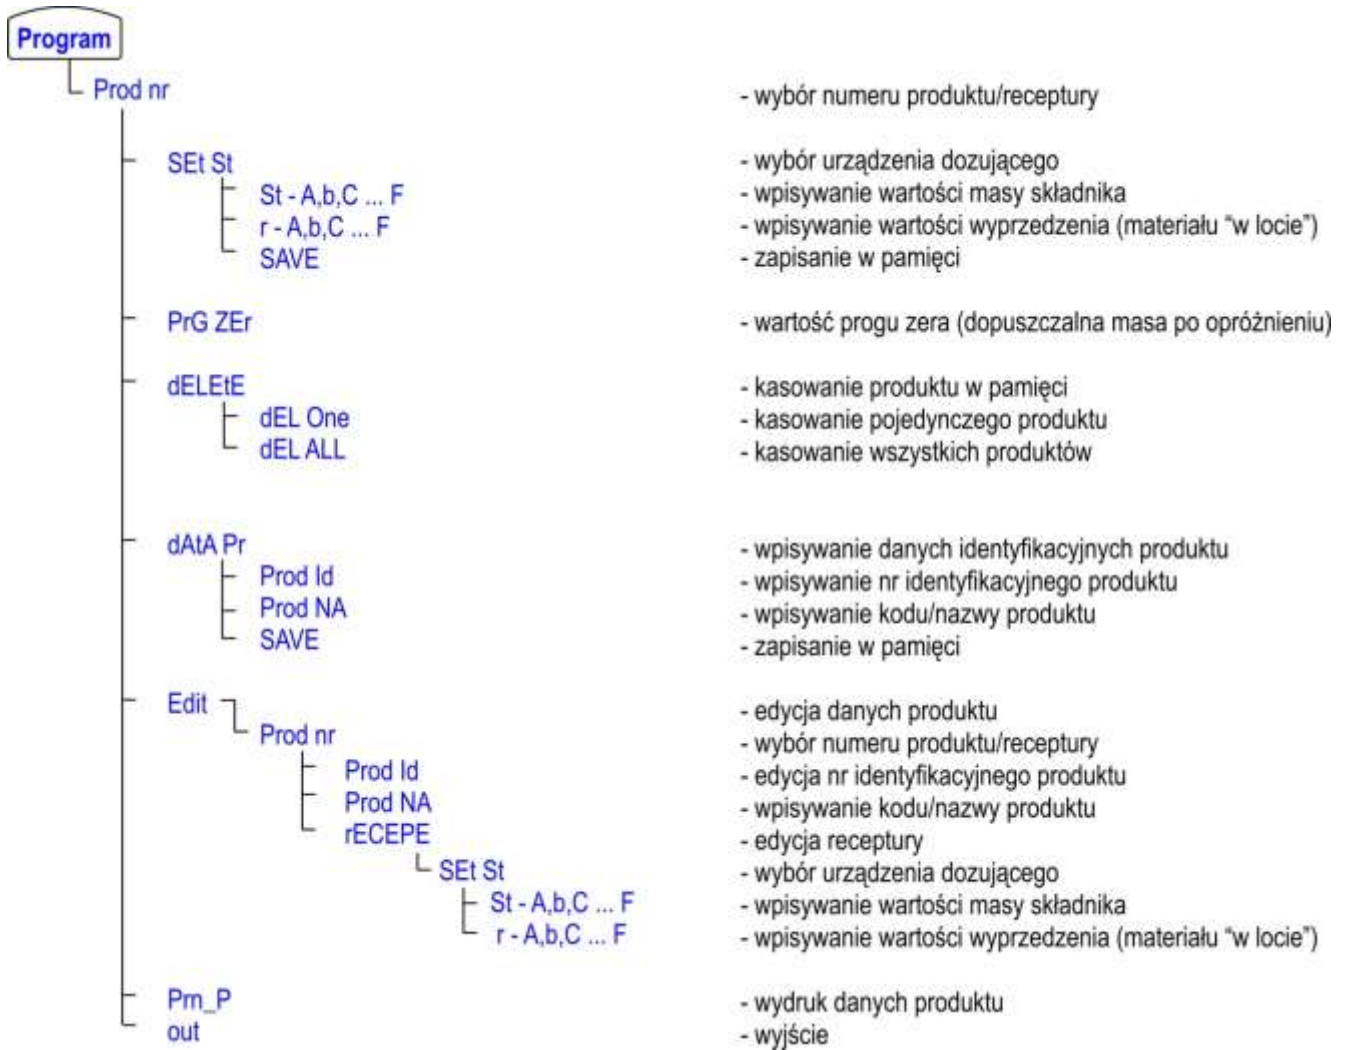 Program
Prod nr - wybór numeru produktu/receptury
SEt St - wybór urządzenia dozującego
St - A,b,C ... F - wpisywanie wartości masy składnika
r - A,b,C ... F - wpisywanie wartości wyprzedzenia (materiału “w locie”)
SAVE - zapisanie w pamięci
PrG ZEr - wartość progu zera (dopuszczalna masa po opróżnieniu)
dELEtE - kasowanie produktu w pamięci
dEL One - kasowanie pojedynczego produktu
dEL ALL - kasowanie wszystkich produktów
dAtA Pr - wpisywanie danych identyfikacyjnych produktu
Prod Id - wpisywanie nr identyfikacyjnego produktu
Prod NA - wpisywanie kodu/nazwy produktu
SAVE - zapisanie w pamięci
Edit - edycja danych produktu
Prod nr - wybór numeru produktu/receptury
Prod Id - edycja nr identyfikacyjnego produktu
Prod NA - wpisywanie kodu/nazwy produktu
rECEPE - edycja receptury
SEt St - wybór urządzenia dozującego
St - A,b,C ... F - wpisywanie wartości masy składnika
r - A,b,C ... F - wpisywanie wartości wyprzedzenia (materiału “w locie”)
Prn_P - wydruk danych produktu
out - wyjście